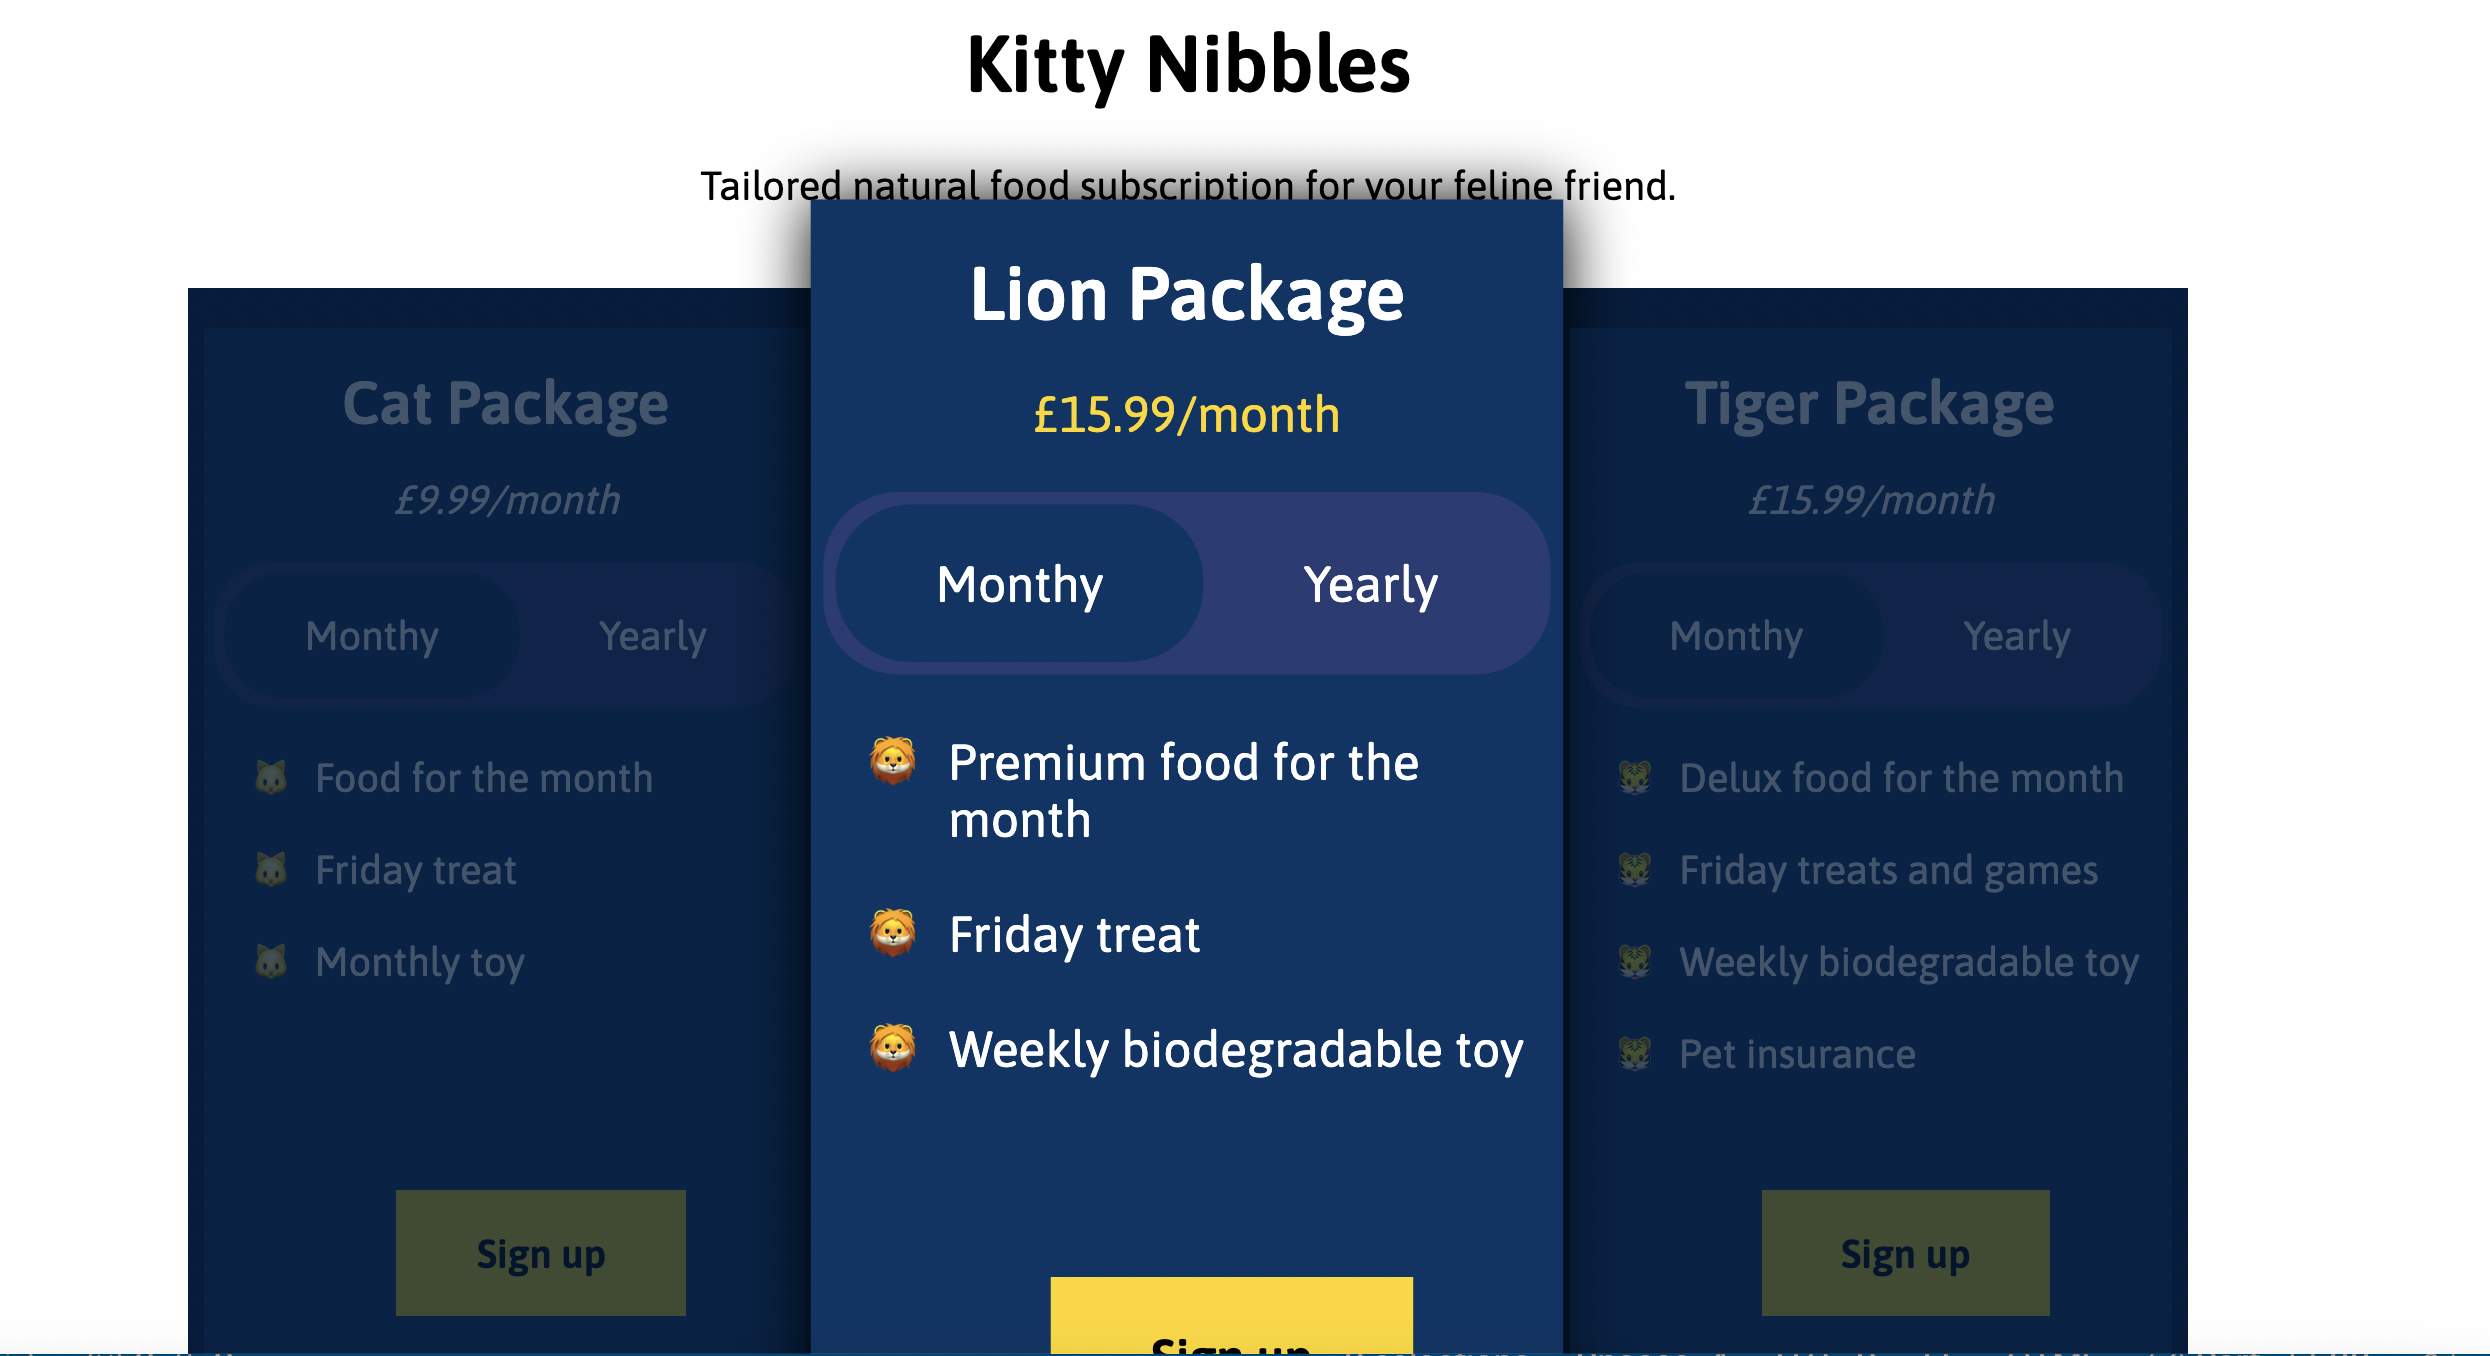 Kitty Nibbles
Tailored natural food subscription for your feline friend.
Cat Package
£9.99/month
Monthy
Yearly
Food for the month
Friday treat
Monthly toy
Sign up
Lion Package
£15.99/month
Monthy
Yearly
Premium food for the
month
Friday treat
Weekly biodegradable toy
Sign up
Tiger Package
£15.99/month
Monthy
Yearly
Delux food for the month
Friday treats and games
Weekly biodegradable toy
Pet insurance
Sign up